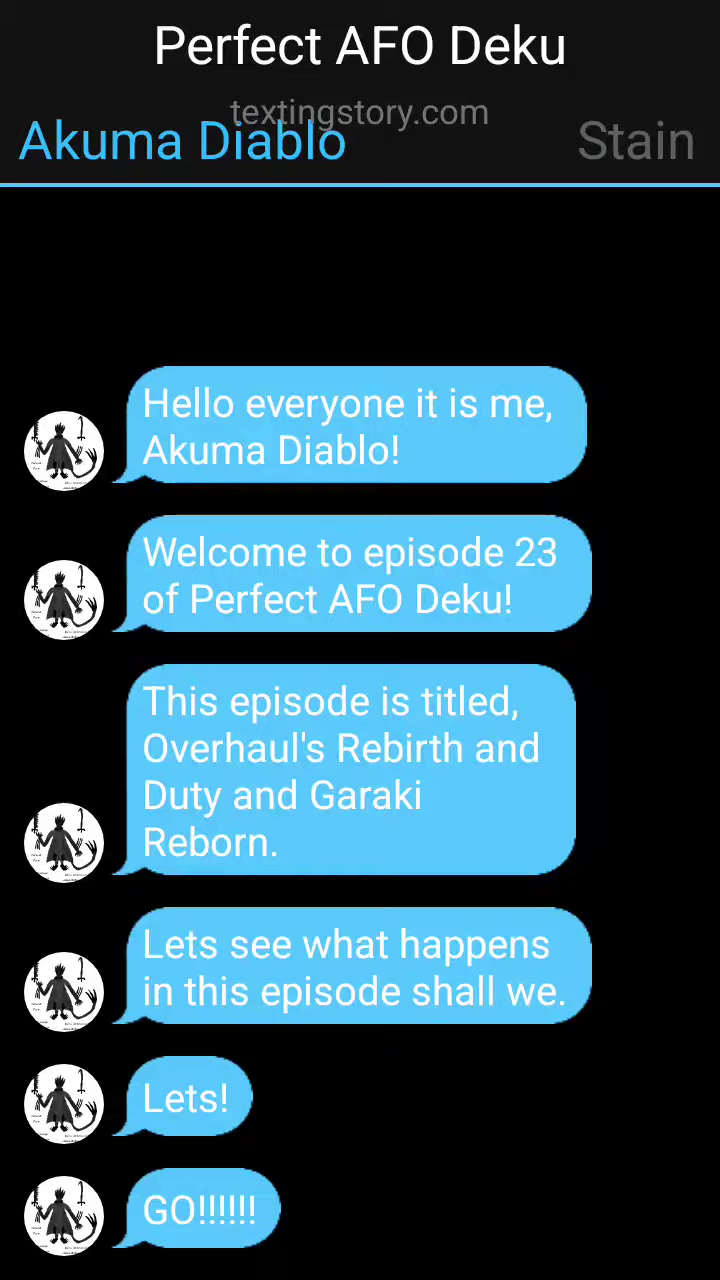 Perfect AFO Deku
textingstory.com
Akuma Diablo
Stain
Hello everyone it is me,
Akuma Diablo!
Welcome to episode 23
of Perfect AFO Deku!
This episode is titled,
Overhaul's Rebirth and
Duty and Garaki
Reborn.
Lets see what happens
in this episode shall we.
Lets!
GO!!!!!!